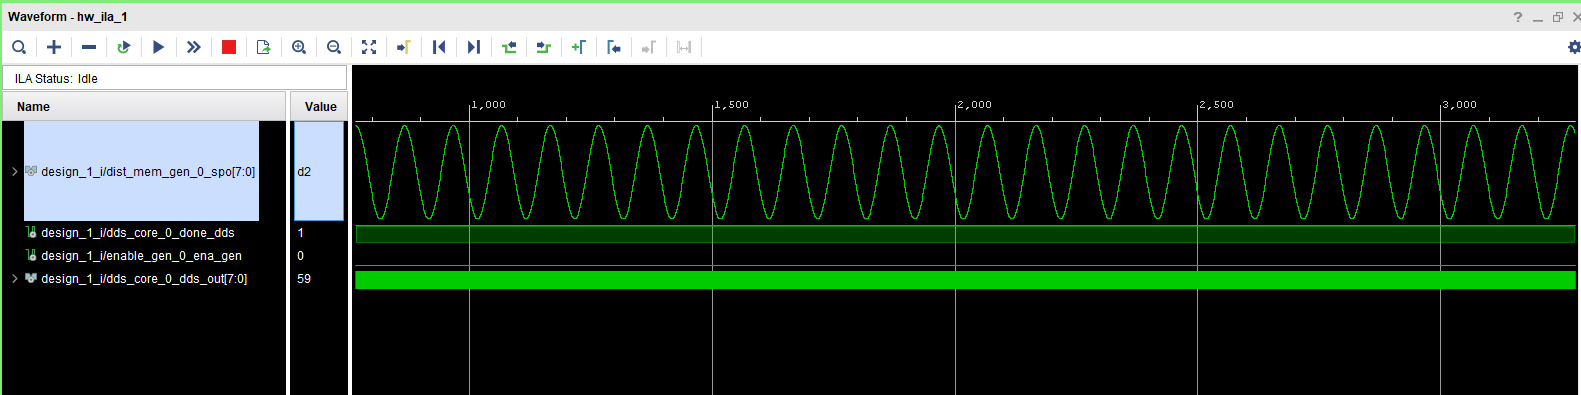 Waveform - hw_ila_1
?
ILA Status: Idle
Name Value
1,000 1,500 2,000 2,500 3,000
design_1_i/dist_mem_gen_0_spo[7:0] d2
design_1_i/dds_core_0_done_dds 1
design_1_i/enable_gen_0_ena_gen 0
design_1_i/dds_core_0_dds_out[7:0] 59